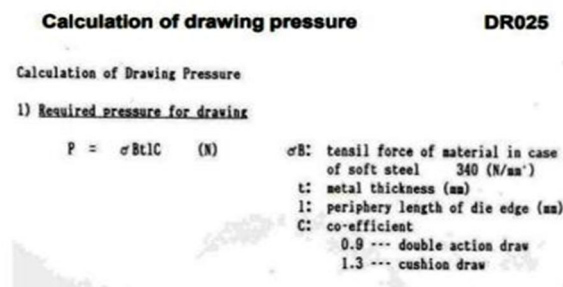 Calculation of drawing pressure DR025
Calculation of Drawing Pressure
1) Required pressure for drawing
P = σBtlC (N)
σB: tensil force of material in case
of soft steel 340 (N/mm²)
t: metal thickness (mm)
l: periphery length of die edge (mm)
C: co-efficient
0.9 --- double action draw
1.3 --- cushion draw